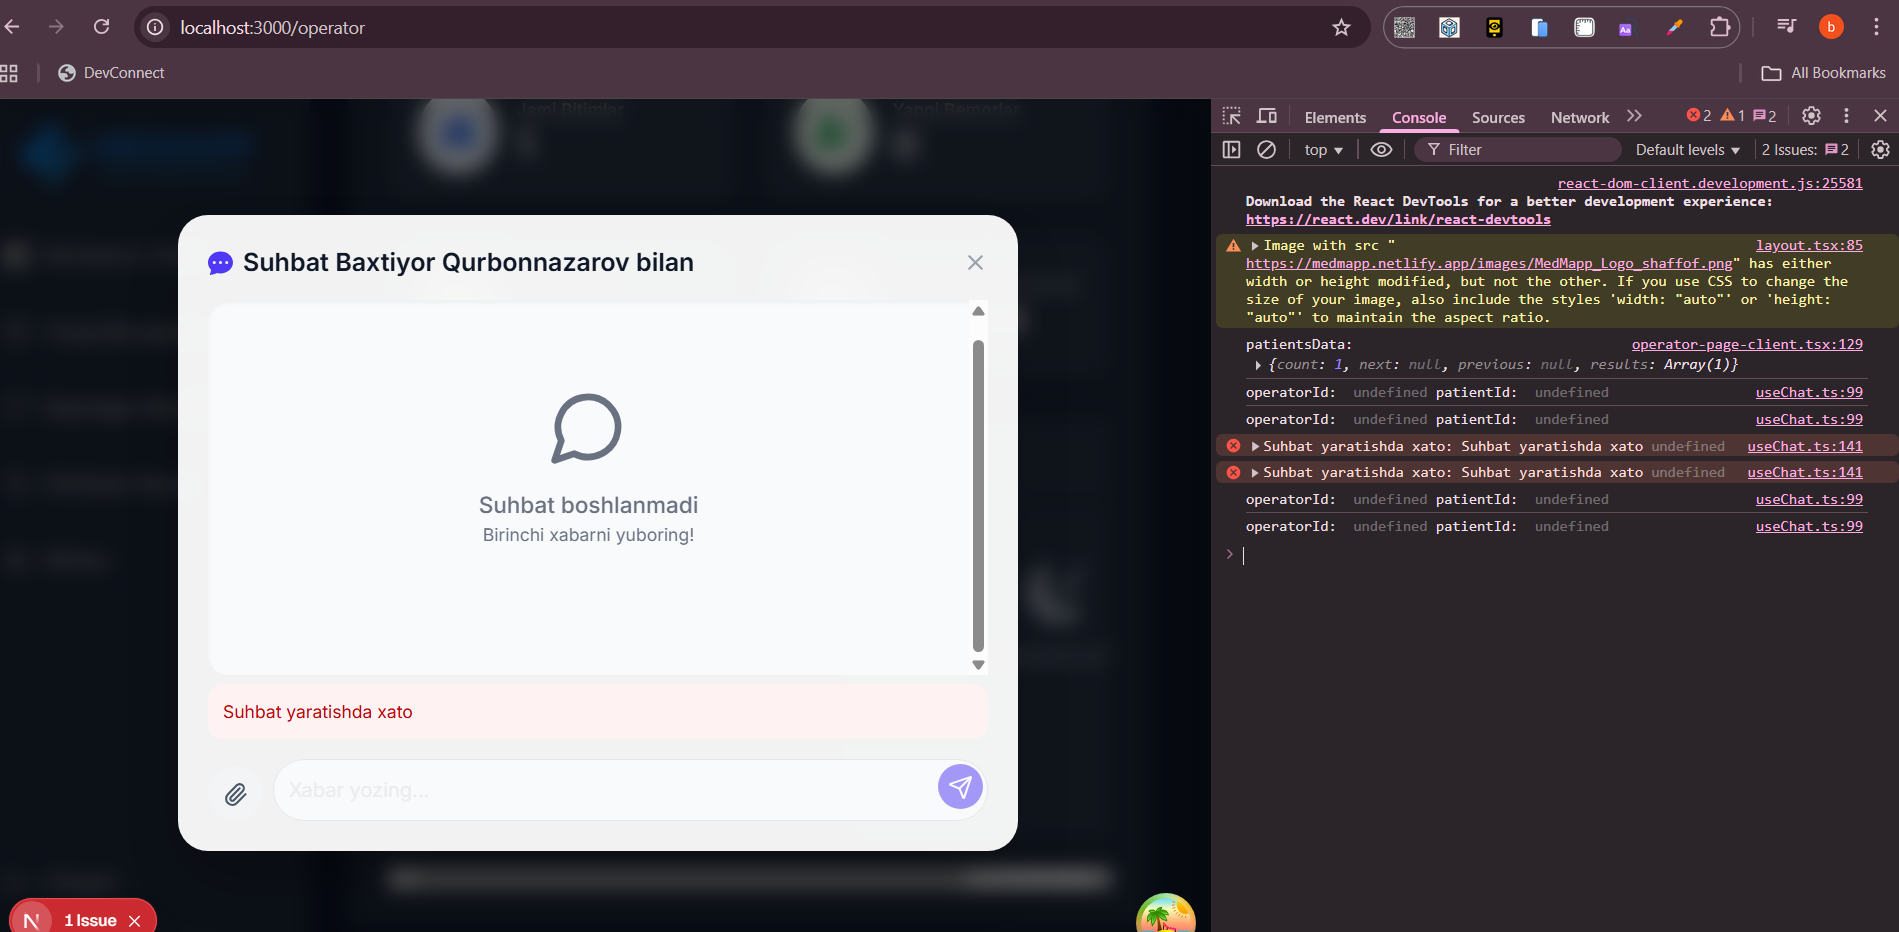 localhost:3000/operator
b
DevConnect
All Bookmarks
Jami Bitimlar
Yangi Bemorlar
Suhbat Baxtiyor Qurbonnazarov bilan
Suhbat boshlanmadi
Birinchi xabarni yuboring!
Suhbat yaratishda xato
Xabar yozing...
N
1 Issue
Elements
Console
Sources
Network
2
1
2
top
Filter
Default levels
2 Issues:
2
react-dom-client.development.js:25581
Download the React DevTools for a better development experience:
https://react.dev/link/react-devtools
Image with src "
layout.tsx:85
https://medmapp.netlify.app/images/MedMapp_Logo_shaffof.png" has either
width or height modified, but not the other. If you use CSS to change the
size of your image, also include the styles 'width: "auto"' or 'height:
"auto"' to maintain the aspect ratio.
patientsData:
operator-page-client.tsx:129
{count: 1, next: null, previous: null, results: Array(1)}
operatorId: undefined patientId: undefined
useChat.ts:99
operatorId: undefined patientId: undefined
useChat.ts:99
Suhbat yaratishda xato: Suhbat yaratishda xato undefined
useChat.ts:141
Suhbat yaratishda xato: Suhbat yaratishda xato undefined
useChat.ts:141
operatorId: undefined patientId: undefined
useChat.ts:99
operatorId: undefined patientId: undefined
useChat.ts:99